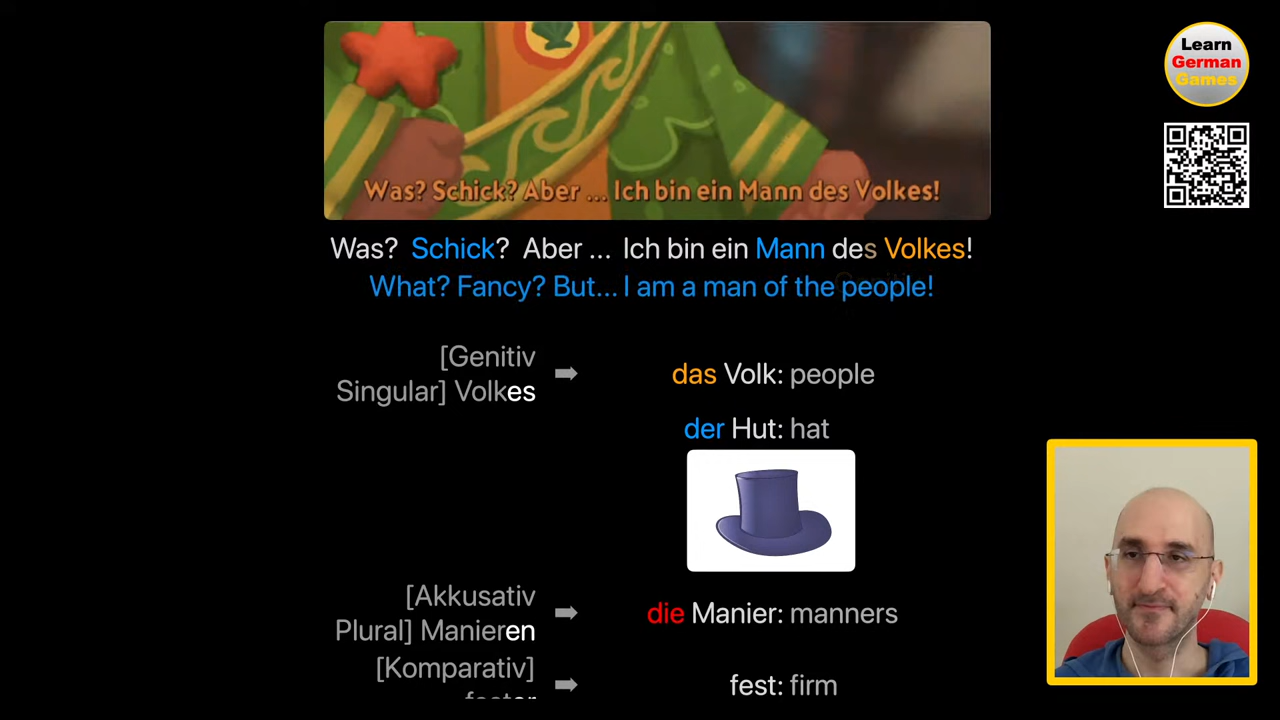 Learn
German
Games
Was? Schick? Aber ... Ich bin ein Mann des Volkes!
Was? Schick? Aber ... Ich bin ein Mann des Volkes!
What? Fancy? But... I am a man of the people!
[Genitiv
Singular] Volkes ➡ das Volk: people
der Hut: hat
[Akkusativ
Plural] Manieren ➡ die Manier: manners
[Komparativ]
fester ➡ fest: firm